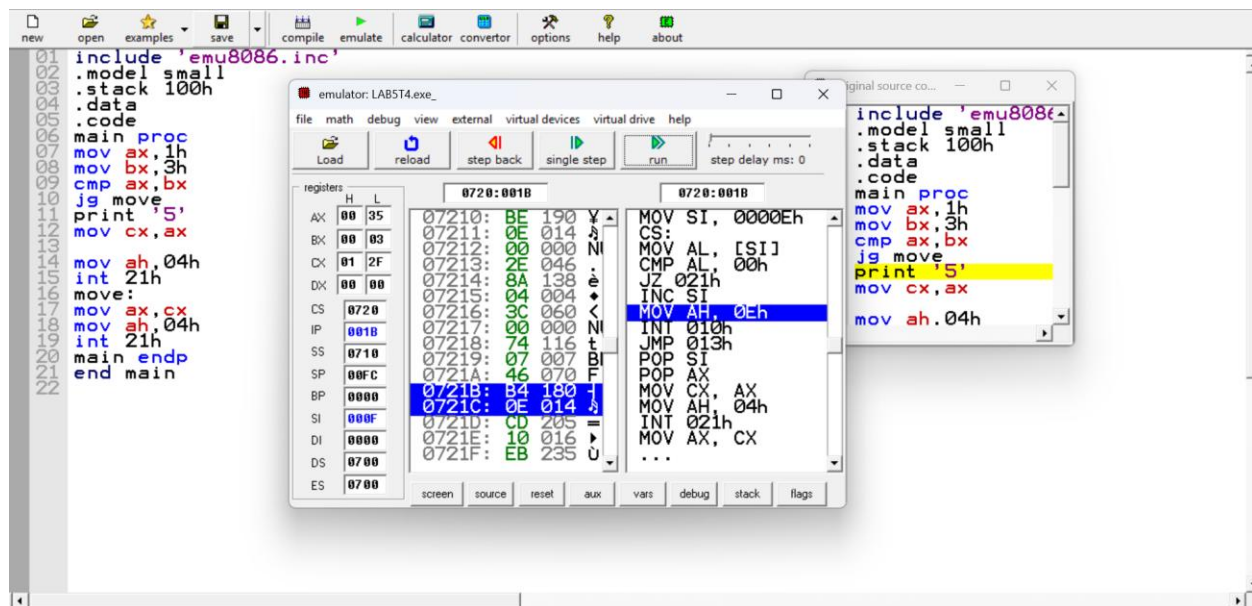 new open examples save compile emulate calculator convertor options help about
01 include 'emu8086.inc'
02 .model small
03 .stack 100h
04 .data
05 .code
06 main proc
07 mov ax,1h
08 mov bx,3h
09 cmp ax,bx
10 jg move
11 print '5'
12 mov cx,ax
13
14 mov ah,04h
15 int 21h
16 move:
17 mov ax,cx
18 mov ah,04h
19 int 21h
20 main endp
21 end main
22
emulator: LAB5T4.exe_
file math debug view external virtual devices virtual drive help
Load reload step back single step run step delay ms: 0
registers
H L
AX 00 35
BX 00 03
CX 01 2F
DX 00 00
CS 0720
IP 001B
SS 0710
SP 00FC
BP 0000
SI 000F
DI 0000
DS 0700
ES 0700
0720:001B
07210: BE 190 ¥
07211: 0E 014 ♫
07212: 00 000 NU
07213: 2E 046 .
07214: 8A 138 è
07215: 04 004 ♦
07216: 3C 060 <
07217: 00 000 NU
07218: 74 116 t
07219: 07 007
0721A: 46 070 F
0721B: B4 180 ┤
0721C: 0E 014 ♫
0721D: CD 205 =
0721E: 10 016 ►
0721F: EB 235
0720:001B
MOV SI, 0000Eh
CS:
MOV AL, [SI]
CMP AL, 00h
JZ 021h
INC SI
MOV AH, 0Eh
INT 010h
JMP 013h
POP SI
POP AX
MOV CX, AX
MOV AH, 04h
INT 021h
MOV AX, CX
...
screen source reset aux vars debug stack flags
iginal source co...
include 'emu808
.model small
.stack 100h
.data
.code
main proc
mov ax,1h
mov bx,3h
cmp ax,bx
jg move
print '5'
mov cx,ax
mov ah.04h